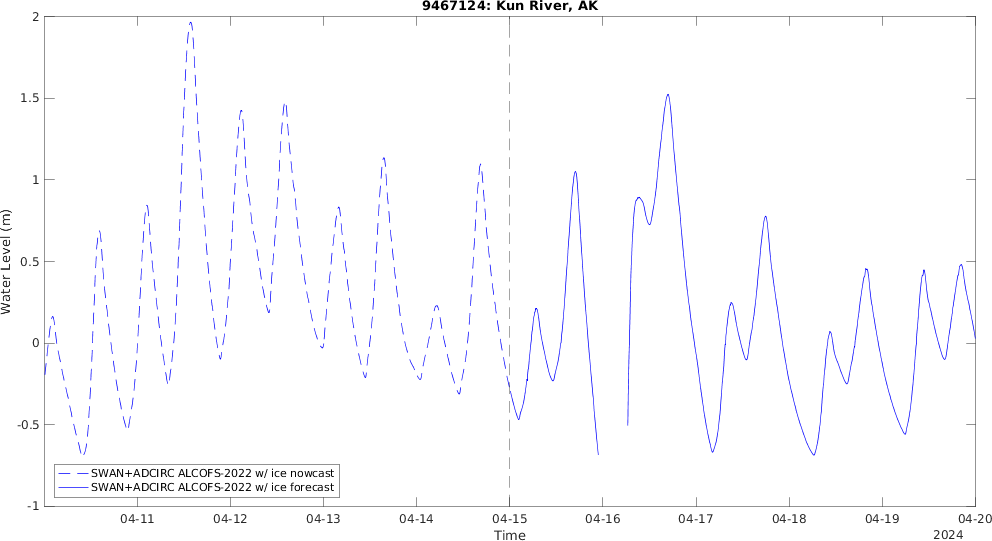 9467124: Kun River, AK
Water Level (m)
2
1.5
1
0.5
0
-0.5
-1
SWAN+ADCIRC ALCOFS-2022 w/ ice nowcast
SWAN+ADCIRC ALCOFS-2022 w/ ice forecast
04-11 04-12 04-13 04-14 04-15 04-16 04-17 04-18 04-19 04-20
Time
2024